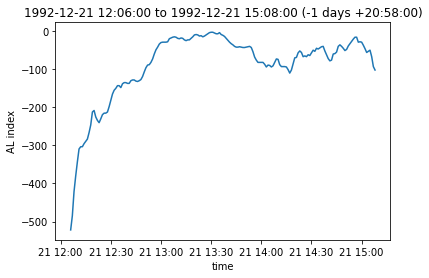 1992-12-21 12:06:00 to 1992-12-21 15:08:00 (-1 days +20:58:00)
0
−100
−200
−300
−400
−500
AL index
21 12:00 21 12:30 21 13:00 21 13:30 21 14:00 21 14:30 21 15:00
time